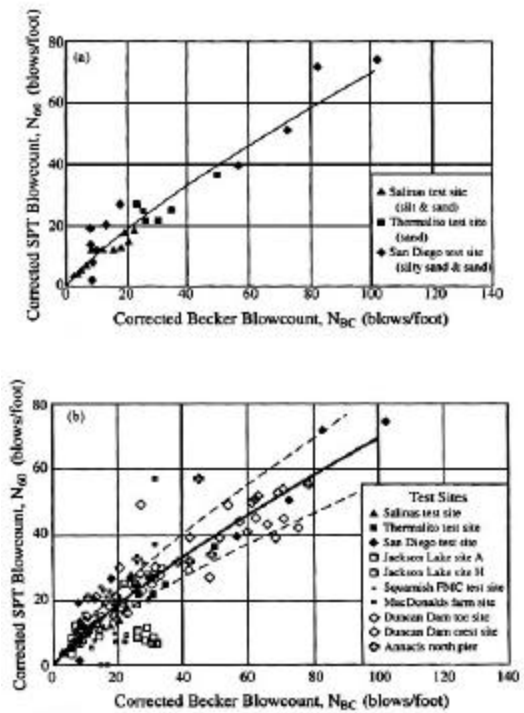 (a)
80
60
40
20
0
0 20 40 60 80 100 120 140
Corrected SPT Blowcount, N60 (blows/foot)
Corrected Becker Blowcount, NBC (blows/foot)
Salinas test site
(silt & sand)
Thermalito test site
(sand)
San Diego test site
(silty sand & sand)
(b)
80
60
40
20
0
0 20 40 60 80 100 120 140
Corrected SPT Blowcount, N60 (blows/foot)
Corrected Becker Blowcount, NBC (blows/foot)
Test Sites
Salinas test site
Thermalito test site
San Diego test site
Jackson Lake site A
Jackson Lake site H
Squamish FMC test site
MacDonalds farm site
Duncan Dam toe site
Duncan Dam crest site
Annacis north pier